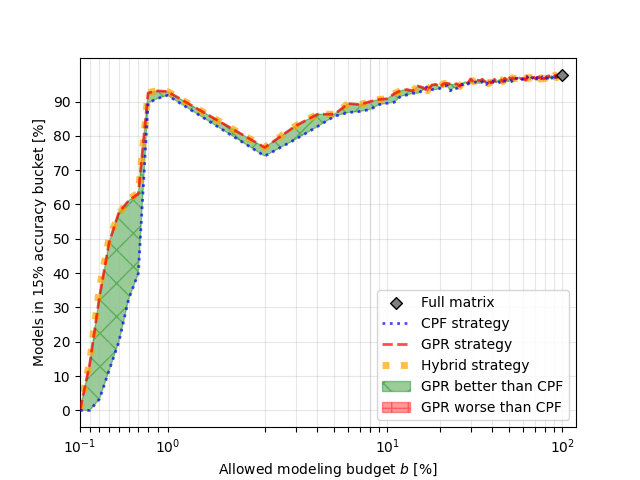 Models in 15% accuracy bucket [%]
90
80
70
60
50
40
30
20
10
0
10⁻¹
10⁰
10¹
10²
Allowed modeling budget b [%]
Full matrix
CPF strategy
GPR strategy
Hybrid strategy
GPR better than CPF
GPR worse than CPF